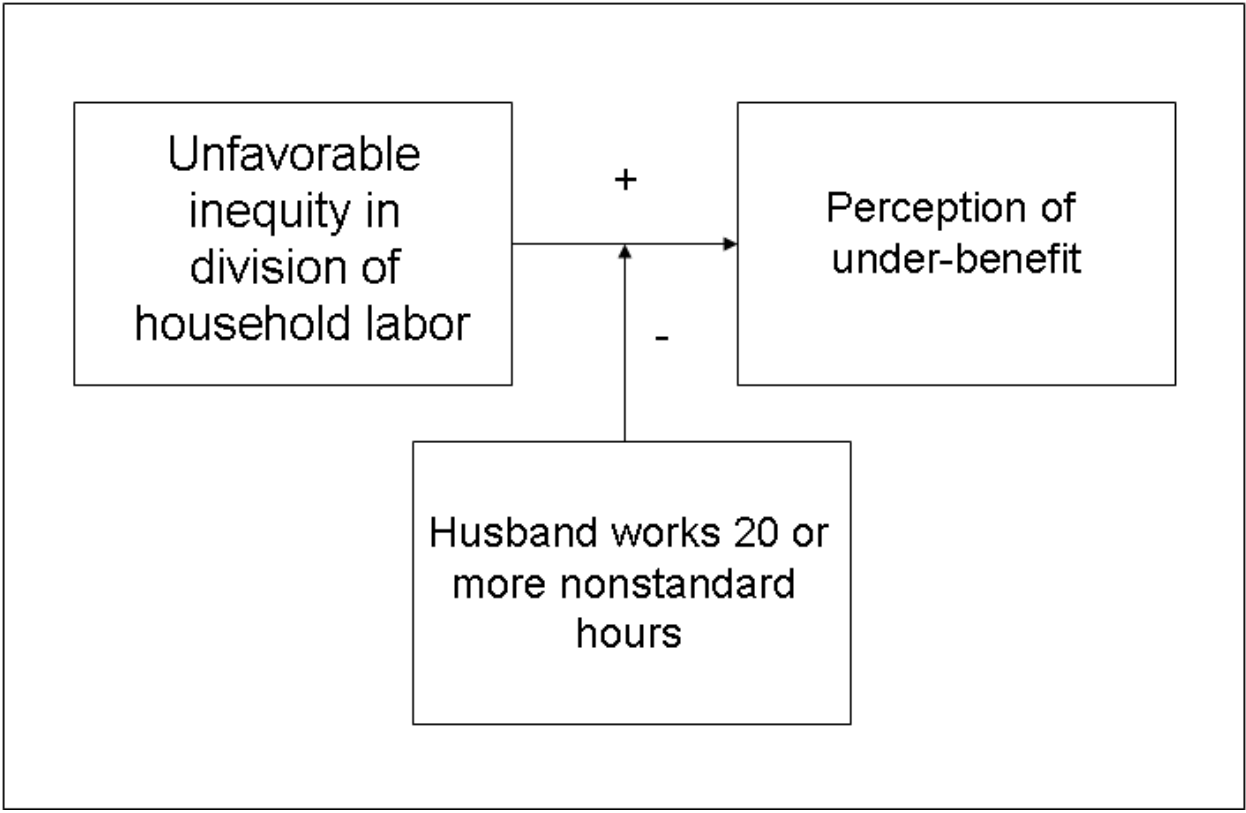 Unfavorable
inequity in
division of
household labor
+
Perception of
under-benefit
-
Husband works 20 or
more nonstandard
hours